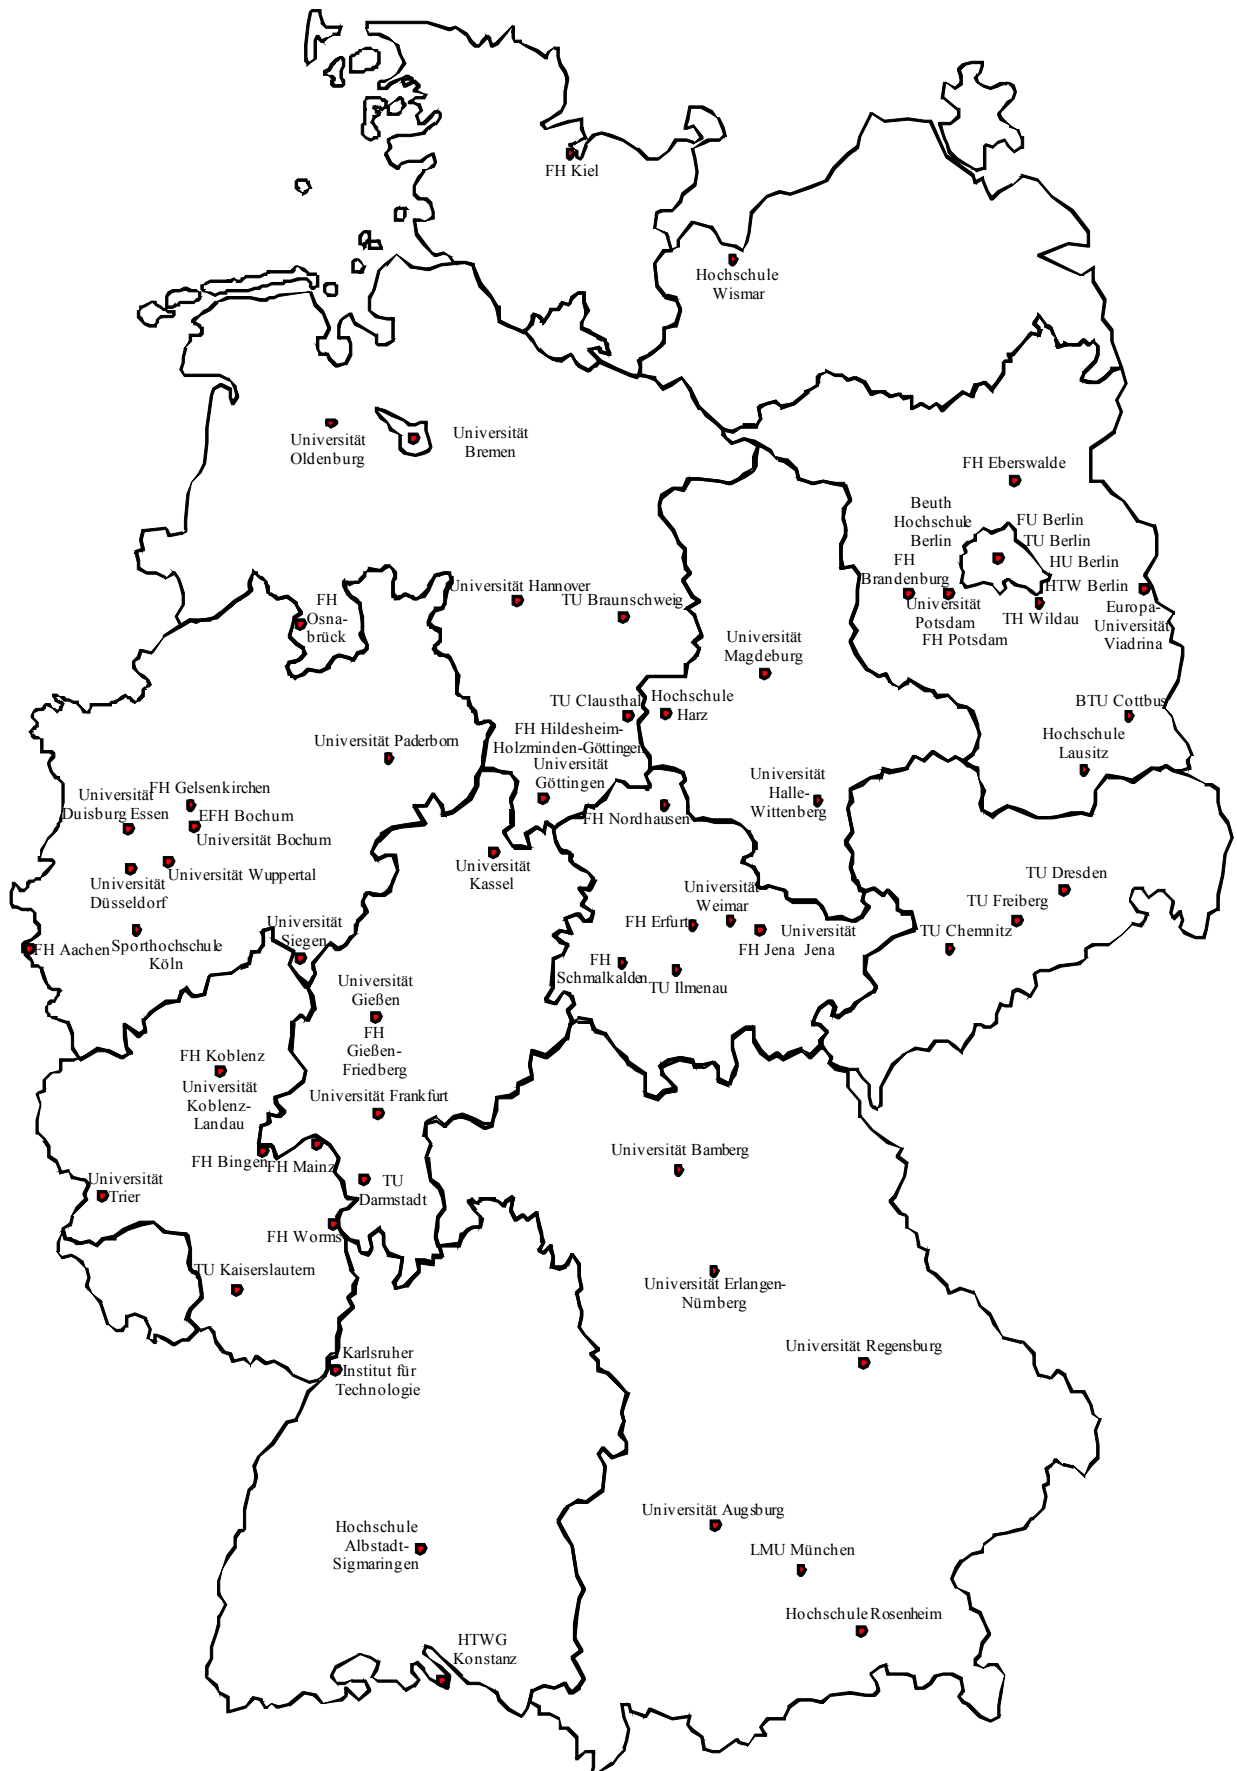 FH Kiel
Hochschule
Wismar
Universität
Oldenburg
Universität
Bremen
FH Eberswalde
Beuth
Hochschule
Berlin
FU Berlin
TU Berlin
HU Berlin
HTW Berlin
FH
Brandenburg
Universität
Potsdam
FH Potsdam
TH Wildau
Europa-
Universität
Viadrina
Universität Hannover
TU Braunschweig
FH
Osna-
brück
Universität
Magdeburg
TU Clausthal
Hochschule
Harz
BTU Cottbus
Hochschule
Lausitz
FH Hildesheim-
Holzminden-Göttingen
Universität
Göttingen
Universität Paderborn
FH Gelsenkirchen
Universität
Duisburg Essen
EFH Bochum
Universität Bochum
Universität Wuppertal
Universität
Düsseldorf
Universität
Halle-
Wittenberg
FH Nordhausen
Universität
Kassel
TU Dresden
TU Freiberg
TU Chemnitz
Universität
Weimar
FH Erfurt
FH Jena
Universität
Jena
FH
Schmalkalden
TU Ilmenau
FH Aachen
Sporthochschule
Köln
Universität
Siegen
Universität
Gießen
FH
Gießen-
Friedberg
FH Koblenz
Universität
Koblenz-
Landau
Universität Frankfurt
FH Bingen
FH Mainz
TU
Darmstadt
Universität
Trier
FH Worms
TU Kaiserslautern
Universität Bamberg
Universität Erlangen-
Nürnberg
Universität Regensburg
Karlsruher
Institut für
Technologie
Universität Augsburg
LMU München
Hochschule
Albstadt-
Sigmaringen
Hochschule Rosenheim
HTWG
Konstanz